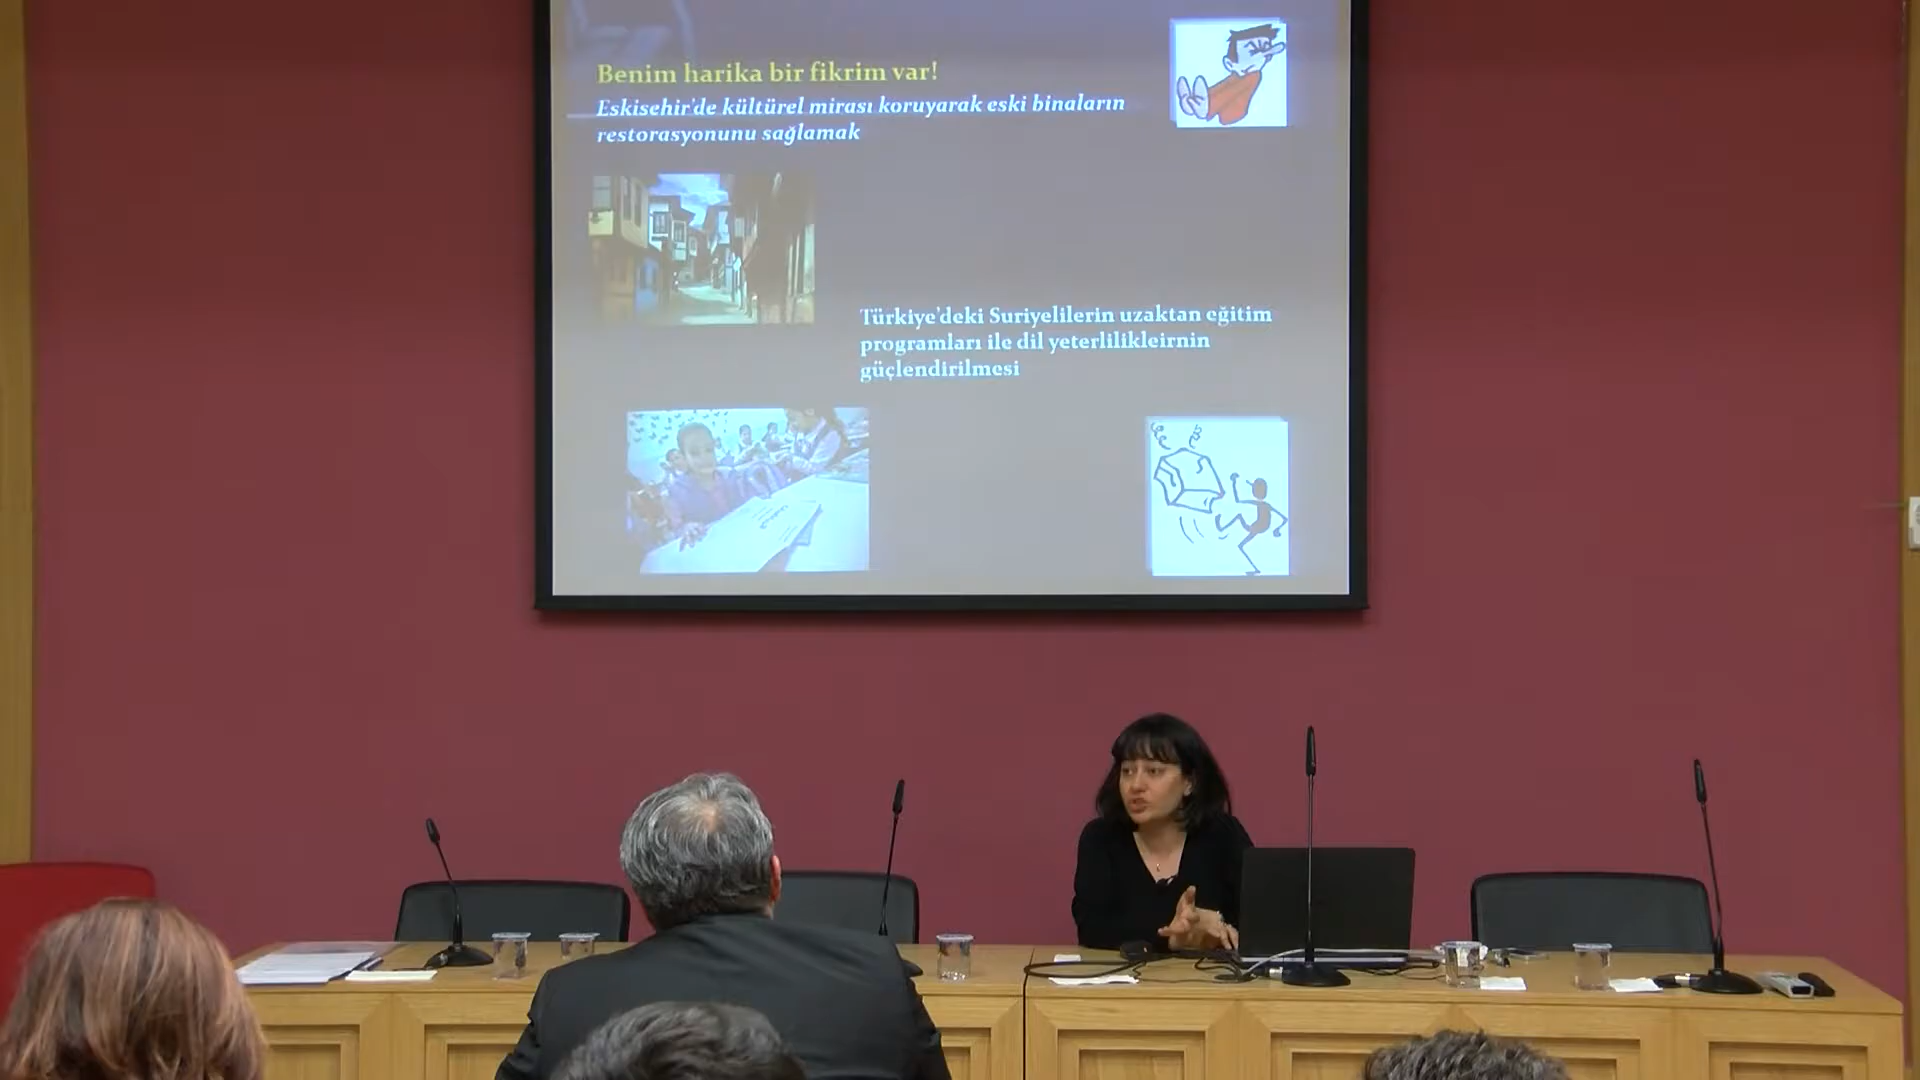 Benim harika bir fikrim var!
Eskisehir'de kültürel mirası koruyarak eski binaların
restorasyonunu sağlamak
Türkiye'deki Suriyelilerin uzaktan eğitim
programları ile dil yeterlilikleirnin
güçlendirilmesi